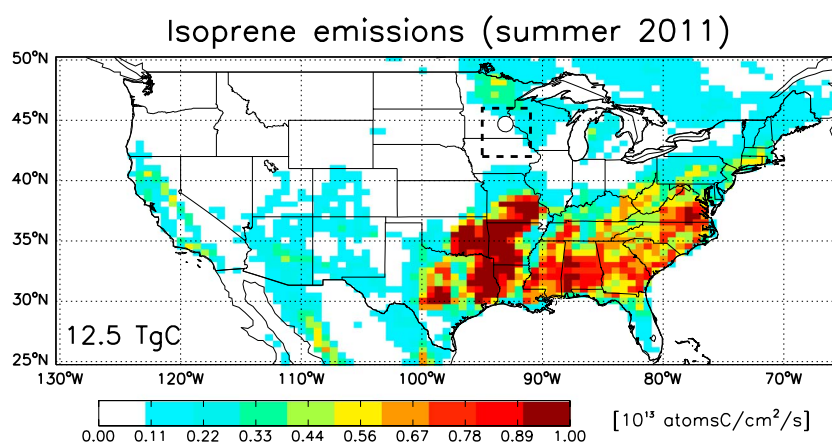 Isoprene emissions (summer 2011)
50°N
45°N
40°N
35°N
30°N
25°N
12.5 TgC
130°W 120°W 110°W 100°W 90°W 80°W 70°W
0.00 0.11 0.22 0.33 0.44 0.56 0.67 0.78 0.89 1.00
[10¹³ atomsC/cm²/s]